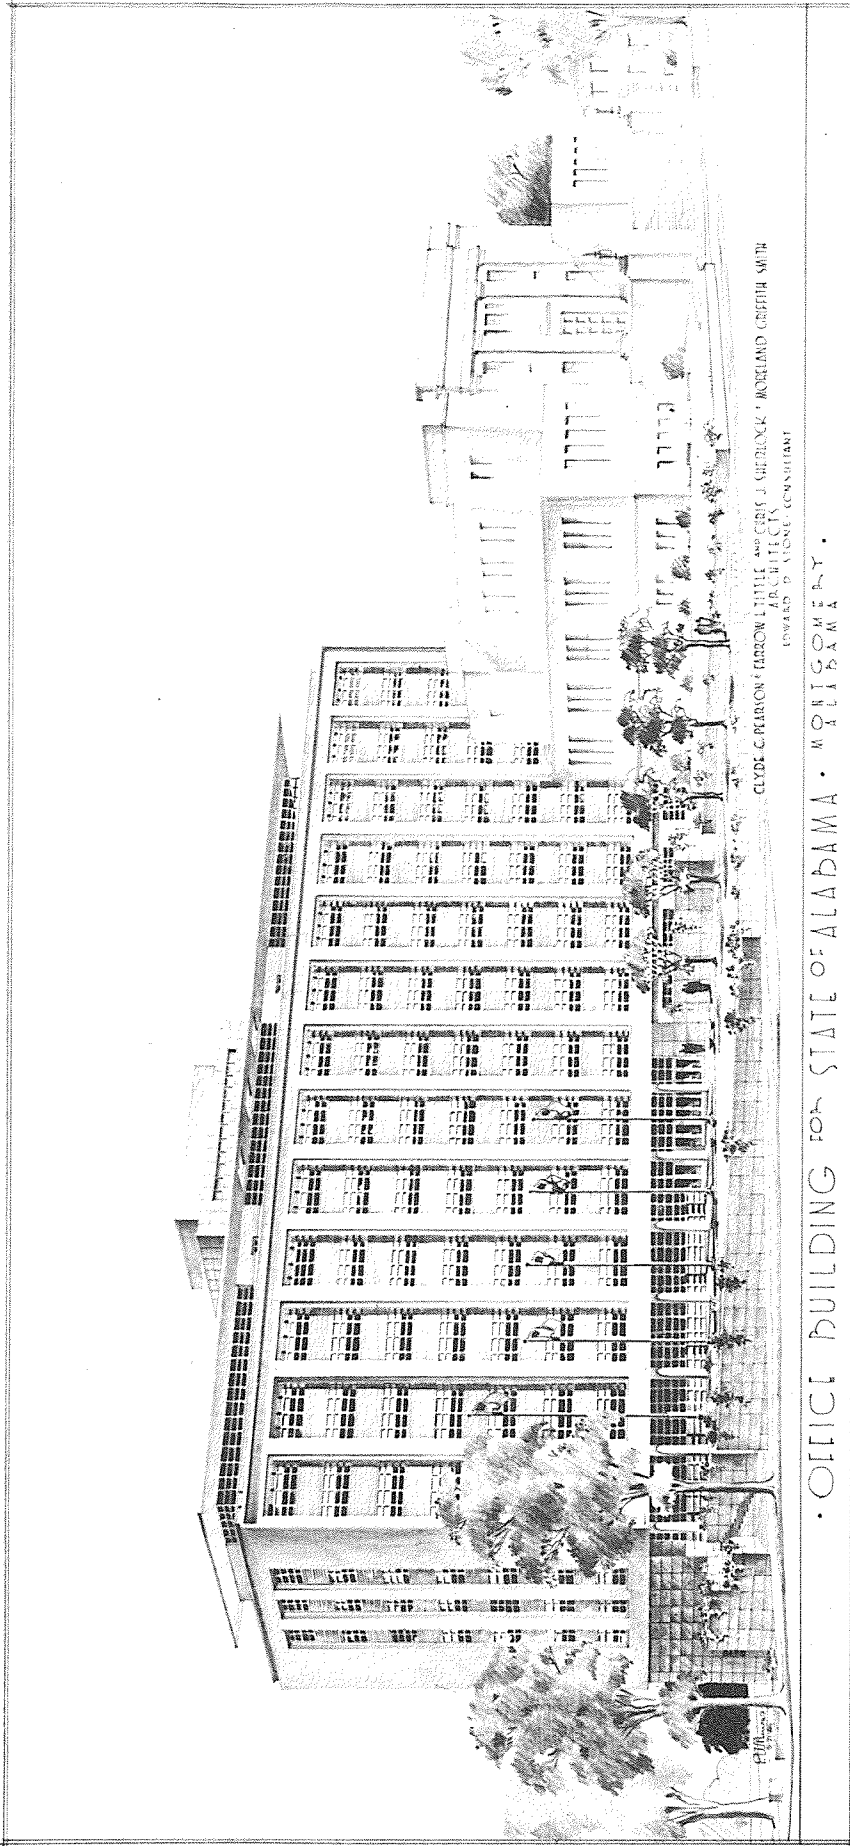 CLYDE C. PEARSON • FARROW L. TITTLE AND CHRIS J. SHERLOCK • MORELAND GRIFFITH SMITH
ARCHITECTS
EDWARD D STONE • CONSULTANT
• OFFICE BUILDING FOR STATE OF ALABAMA • MONTGOMERY •
ALABAMA